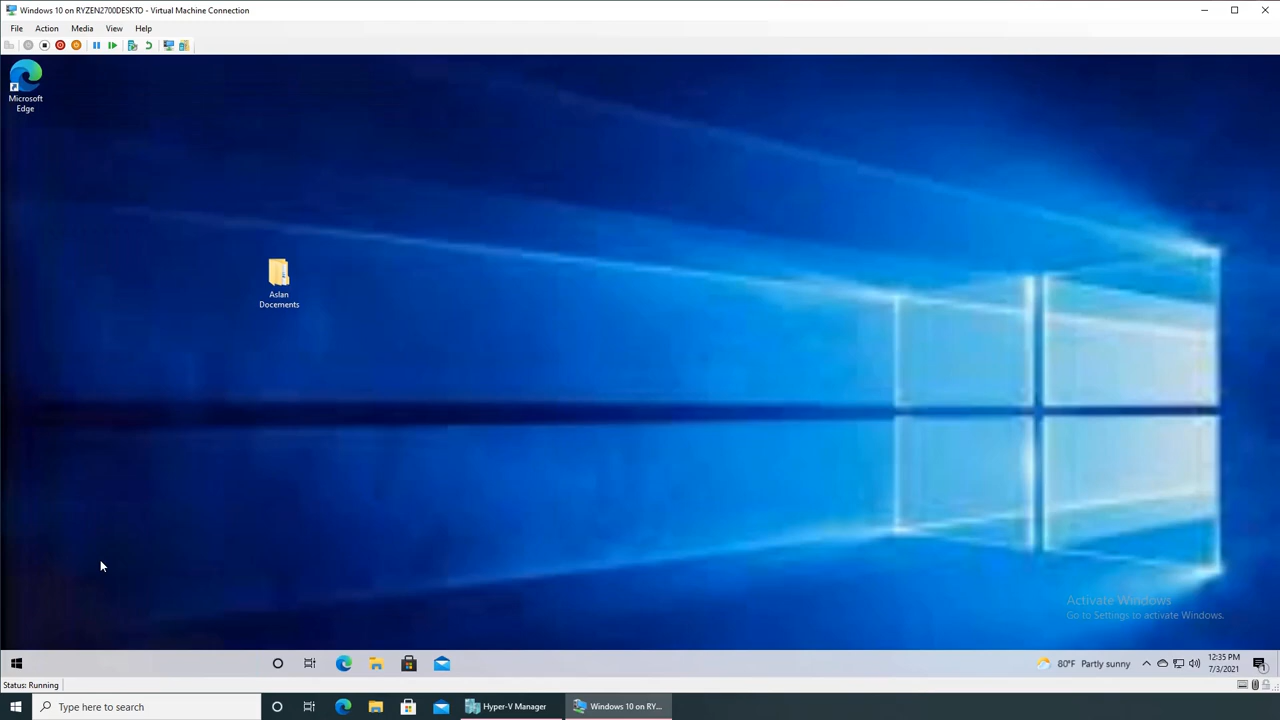 Windows 10 on RYZEN2700DESKTO - Virtual Machine Connection
File Action Media View Help
Microsoft
Edge
Aslan
Docements
Activate Windows
Go to Settings to activate Windows.
80°F Partly sunny
12:35 PM
7/3/2021
1
Status: Running
Type here to search
Hyper-V Manager
Windows 10 on RY...